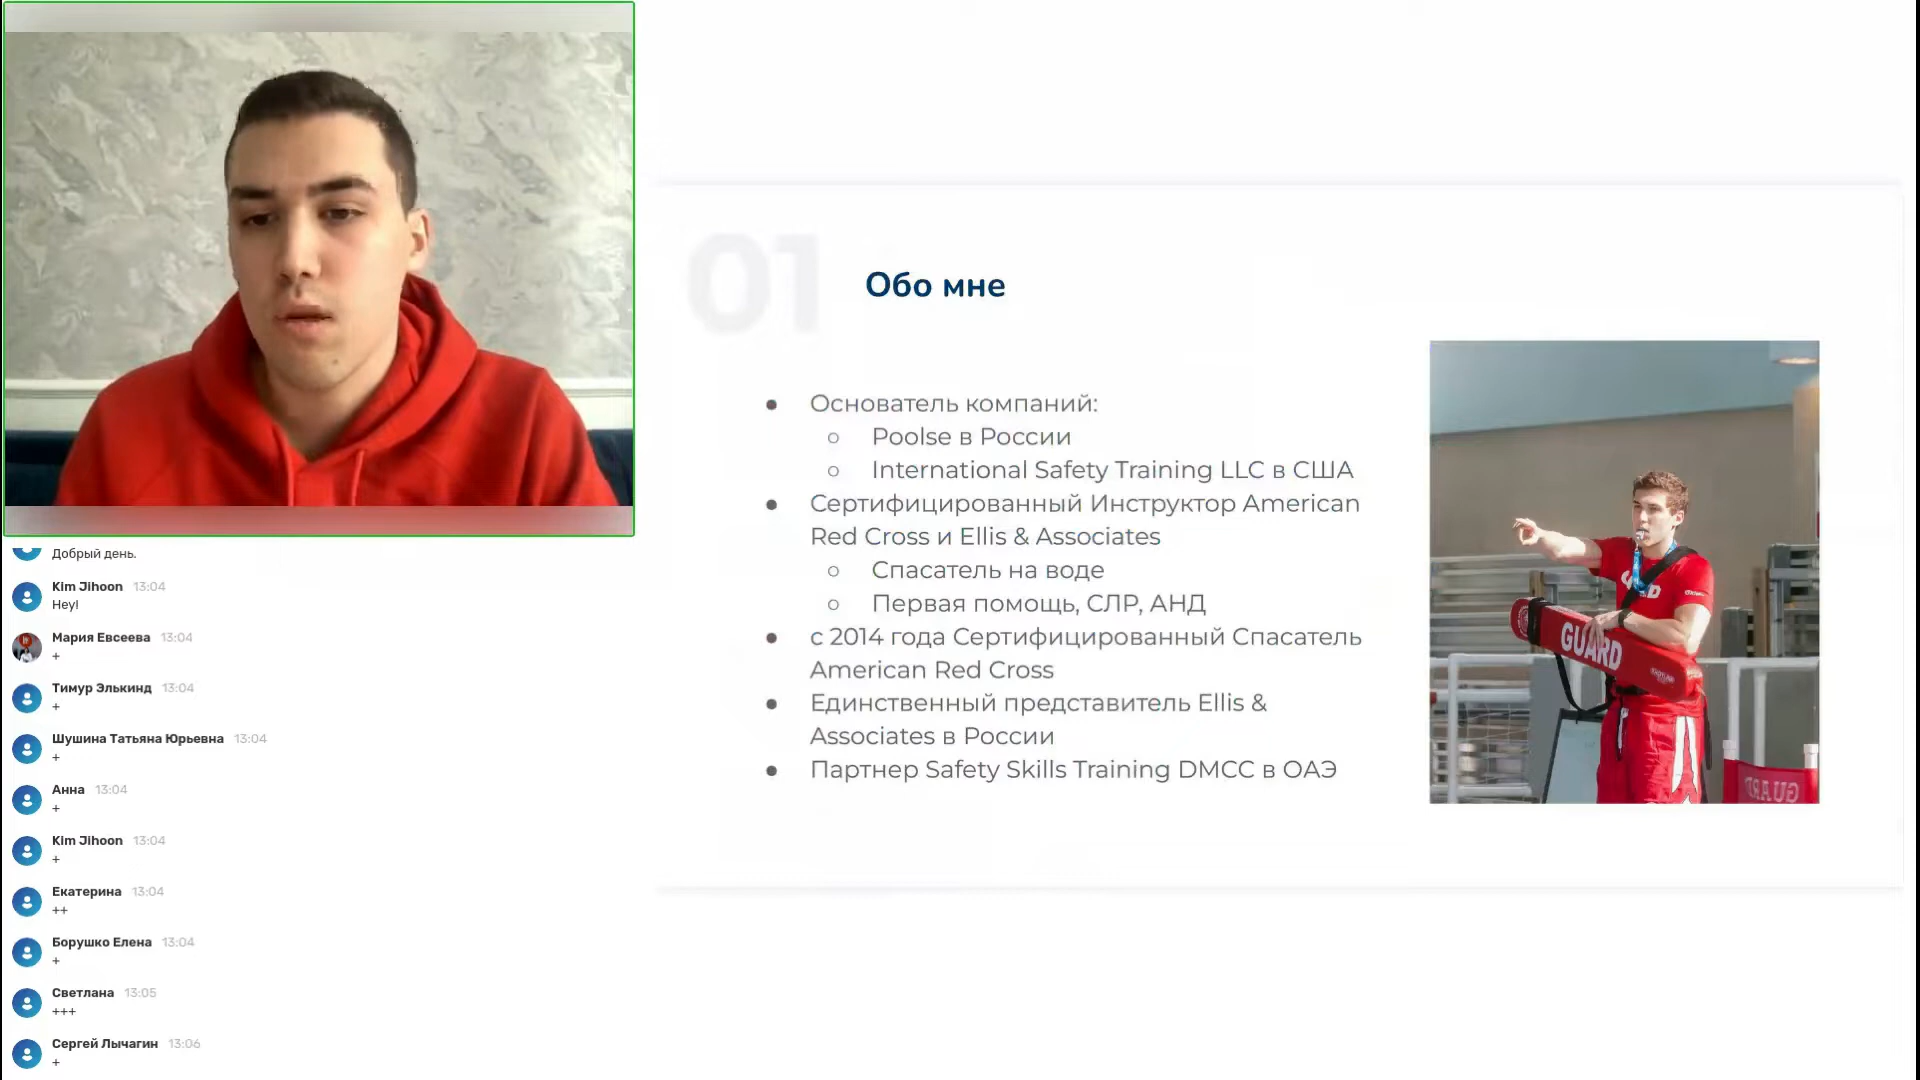 Добрый день.
Kim Jihoon 13:04
Hey!
Мария Евсеева 13:04
+
Тимур Элькинд 13:04
+
Шушина Татьяна Юрьевна 13:04
+
Анна 13:04
+
Kim Jihoon 13:04
+
Екатерина 13:04
++
Борушко Елена 13:04
+
Светлана 13:05
+++
Сергей Лычагин 13:06
+
01
Обо мне
Основатель компаний:
Poolse в России
International Safety Training LLC в США
Сертифицированный Инструктор American
Red Cross и Ellis & Associates
Спасатель на воде
Первая помощь, СЛР, АНД
с 2014 года Сертифицированный Спасатель
American Red Cross
Единственный представитель Ellis &
Associates в России
Партнер Safety Skills Training DMCC в ОАЭ
GUARD
GUARD